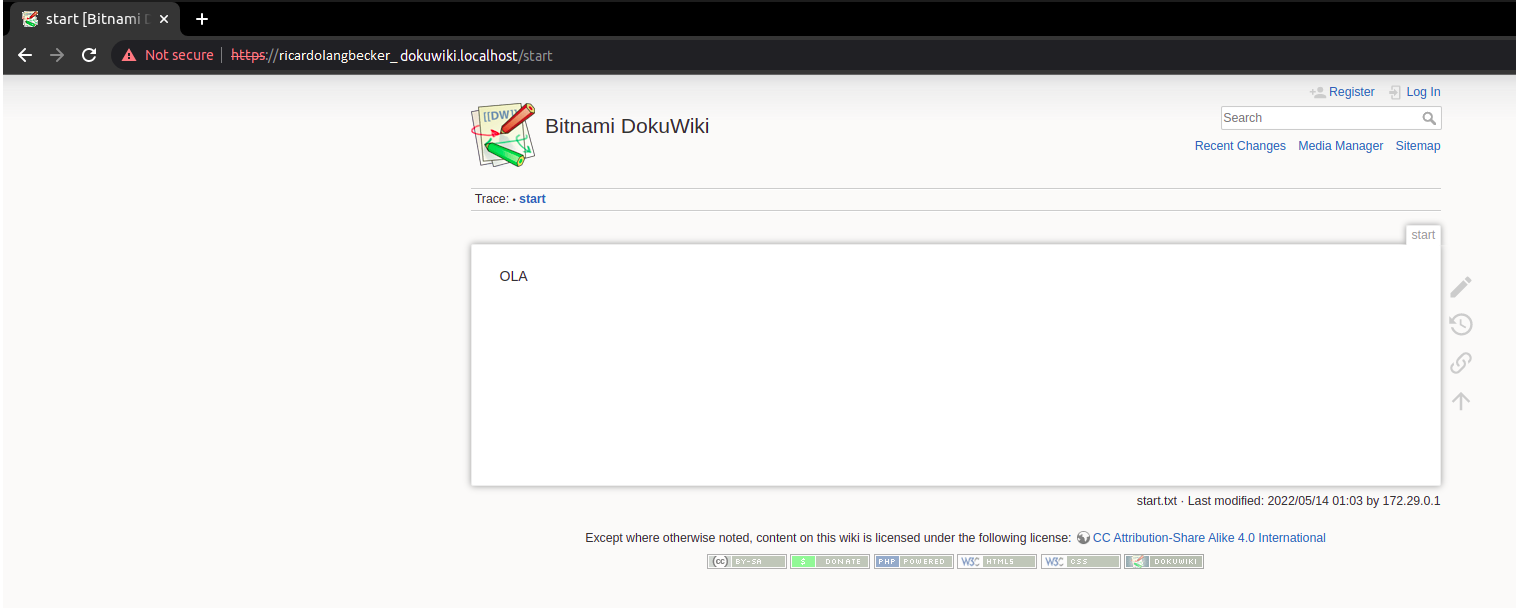 start [Bitnami D
Not secure https://ricardolangbecker_dokuwiki.localhost/start
Register Log In
[[DW]]
Bitnami DokuWiki
Search
Recent Changes Media Manager Sitemap
Trace: • start
start
OLA
start.txt · Last modified: 2022/05/14 01:03 by 172.29.0.1
Except where otherwise noted, content on this wiki is licensed under the following license: CC Attribution-Share Alike 4.0 International
(cc) BY-SA $ DONATE PHP POWERED W3C HTML5 W3C CSS DOKUWIKI